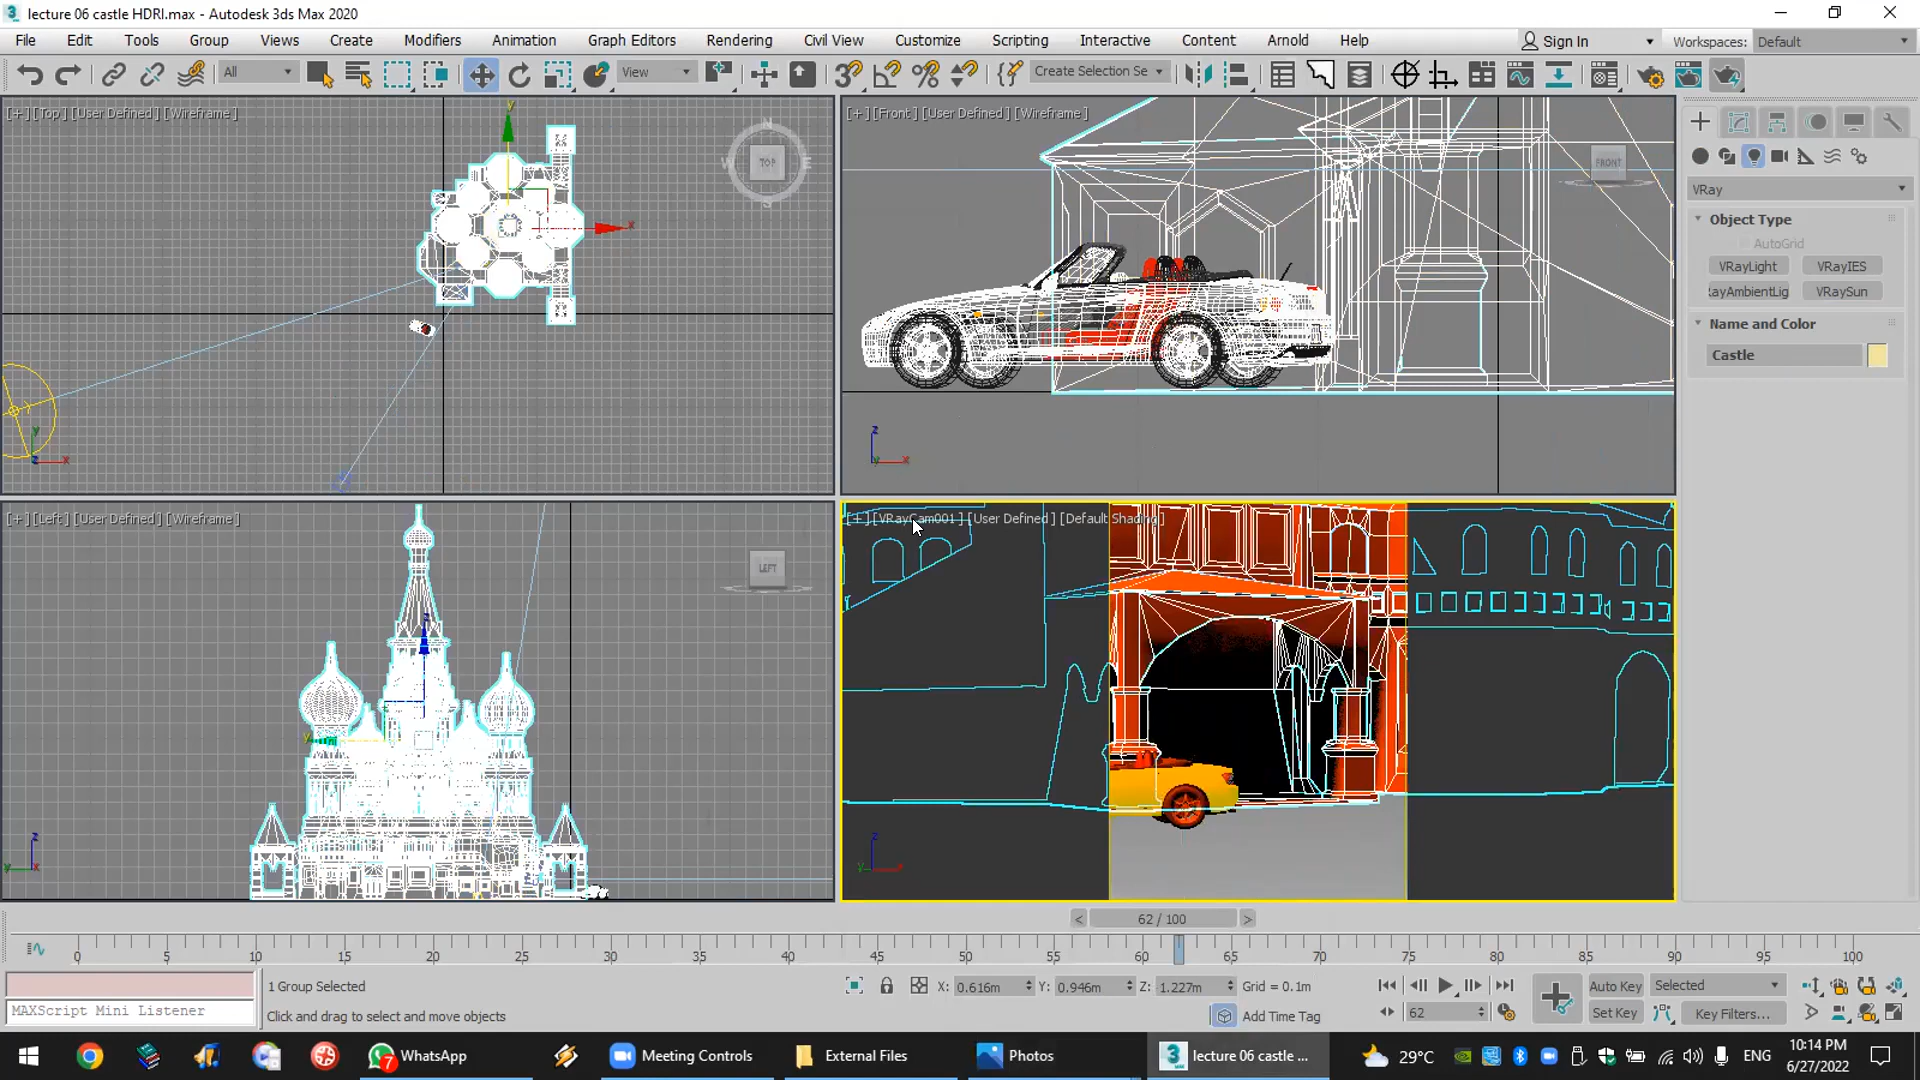 lecture 06 castle HDRI.max - Autodesk 3ds Max 2020
File Edit Tools Group Views Create Modifiers Animation Graph Editors Rendering Civil View Customize Scripting Interactive Content Arnold Help Sign In Workspaces: Default
All View Create Selection Se
[+] [Top] [User Defined] [Wireframe]
N
W TOP E
S
y
x
y
z x
[+] [Front] [User Defined] [Wireframe]
FRONT
z
y x
[+] [Left] [User Defined] [Wireframe]
LEFT
z
y
z
y x
[+] [VRayCam001] [User Defined] [Default Shading]
z
y x
VRay
Object Type
AutoGrid
VRayLight VRayIES
ayAmbientLig VRaySun
Name and Color
Castle
< 62 / 100 >
0 5 10 15 20 25 30 35 40 45 50 55 60 65 70 75 80 85 90 95 100
1 Group Selected
X: 0.616m Y: 0.946m Z: 1.227m Grid = 0.1m
Auto Key Selected
MAXScript Mini Listener
Click and drag to select and move objects
Add Time Tag
62
Set Key Key Filters...
7 WhatsApp Meeting Controls External Files Photos 3 MAX lecture 06 castle ... 29°C ENG
10:14 PM
6/27/2022